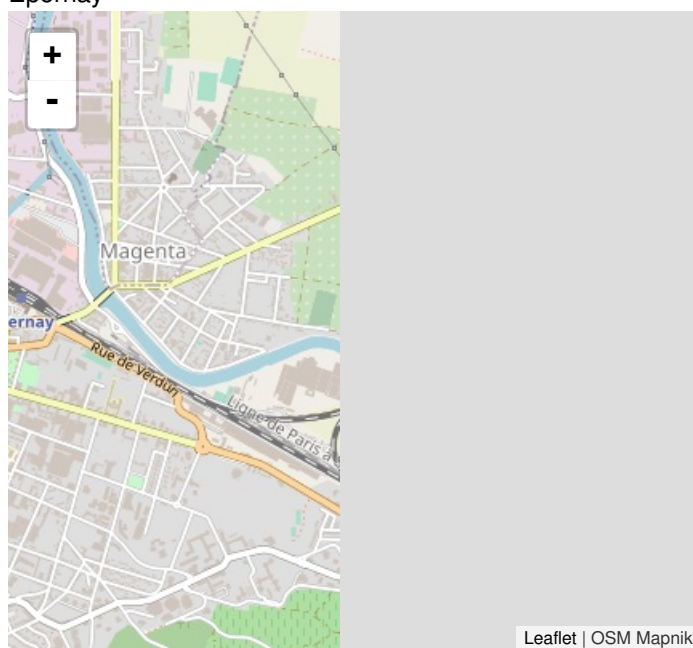 Epernay
+
-
Magenta
ernay
Rue de Verdun
Ligne de Paris à
Leaflet | OSM Mapnik